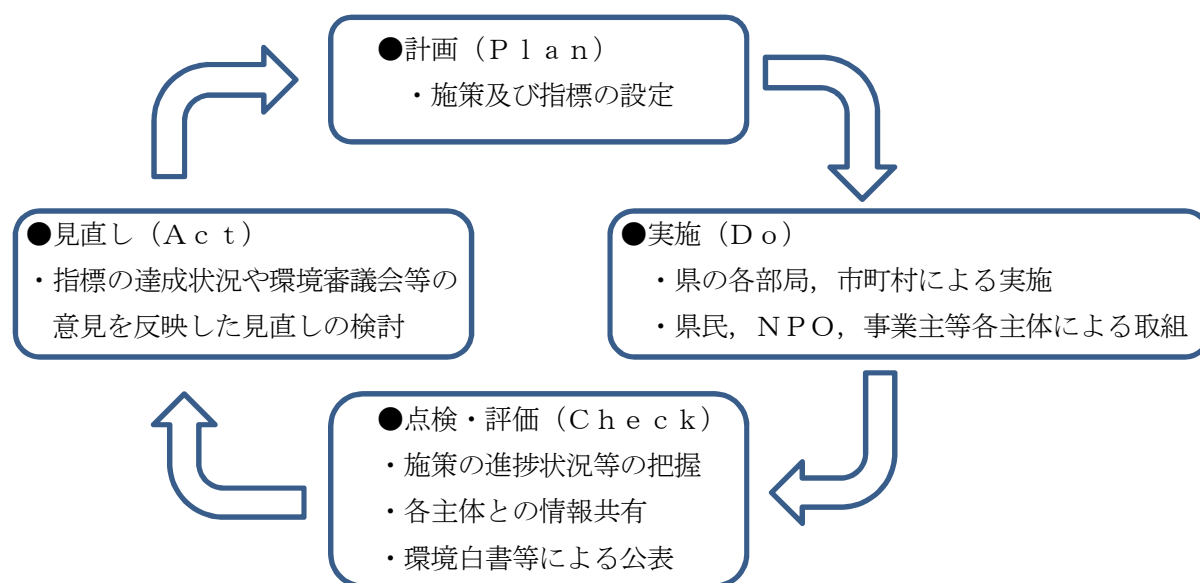 ●計画（Ｐｌａｎ）
・施策及び指標の設定
●見直し（Ａｃｔ）
・指標の達成状況や環境審議会等の
意見を反映した見直しの検討
●実施（Ｄｏ）
・県の各部局，市町村による実施
・県民，ＮＰＯ，事業主等各主体による取組
●点検・評価（Ｃｈｅｃｋ）
・施策の進捗状況等の把握
・各主体との情報共有
・環境白書等による公表